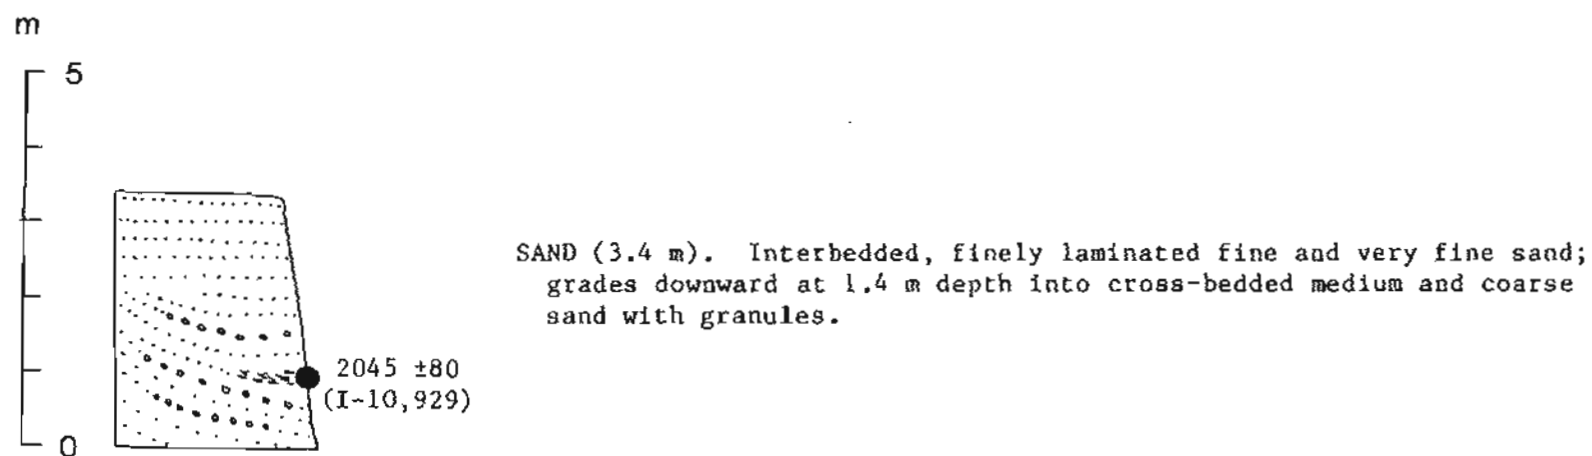 m
5
SAND (3.4 m). Interbedded, finely laminated fine and very fine sand;
grades downward at 1.4 m depth into cross-bedded medium and coarse
sand with granules.
2045 ±80
(I-10,929)
0